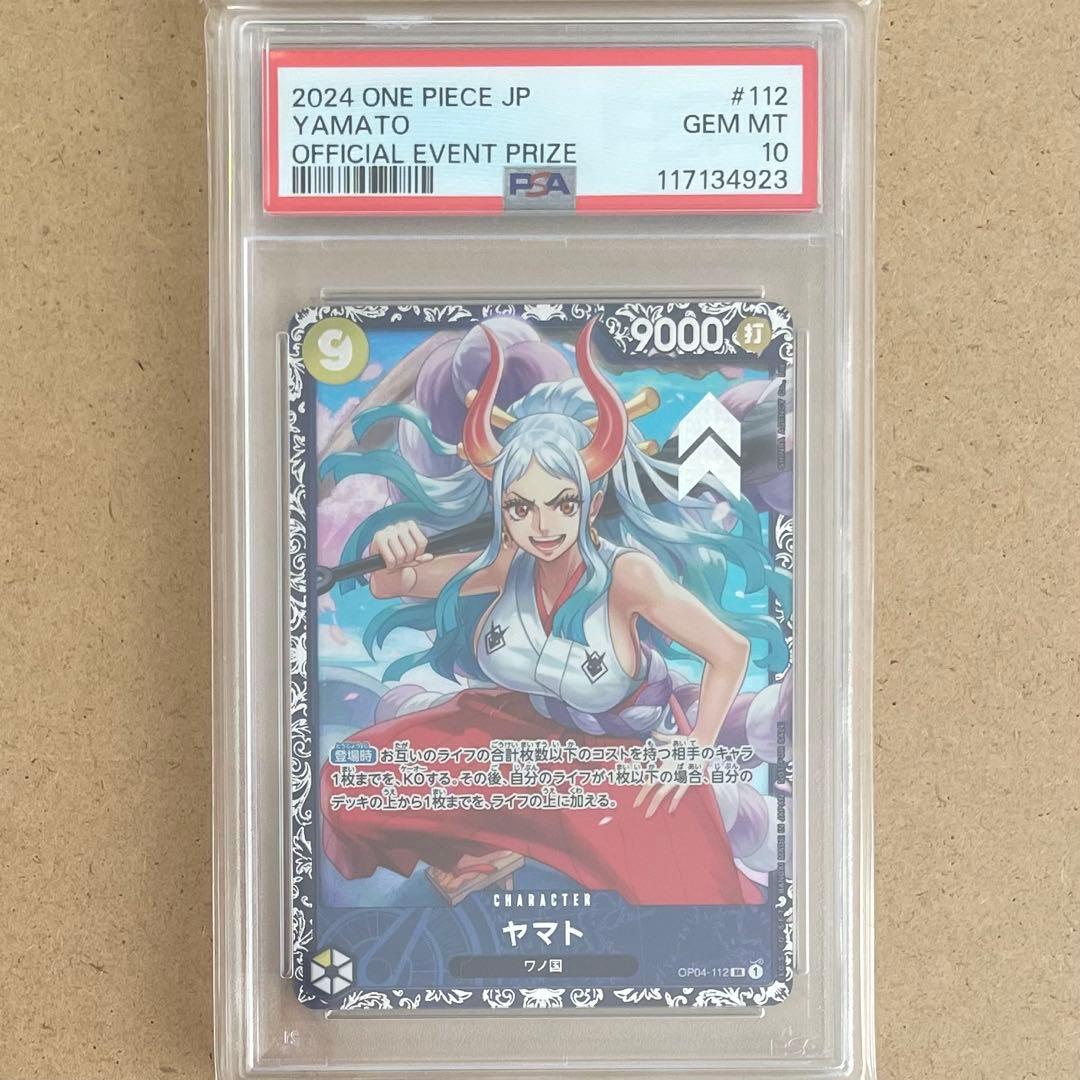 2024 ONE PIECE JP #112
YAMATO GEM MT
OFFICIAL EVENT PRIZE 10
PSA 117134923
9 9000 打
登場時 お互いのライフの合計枚数以下のコストを持つ相手のキャラ
1枚までを、KOする。その後、自分のライフが1枚以下の場合、自分の
デッキの上から1枚までを、ライフの上に加える。
CHARACTER
ヤマト
ワノ国
OP04-112 SR 1